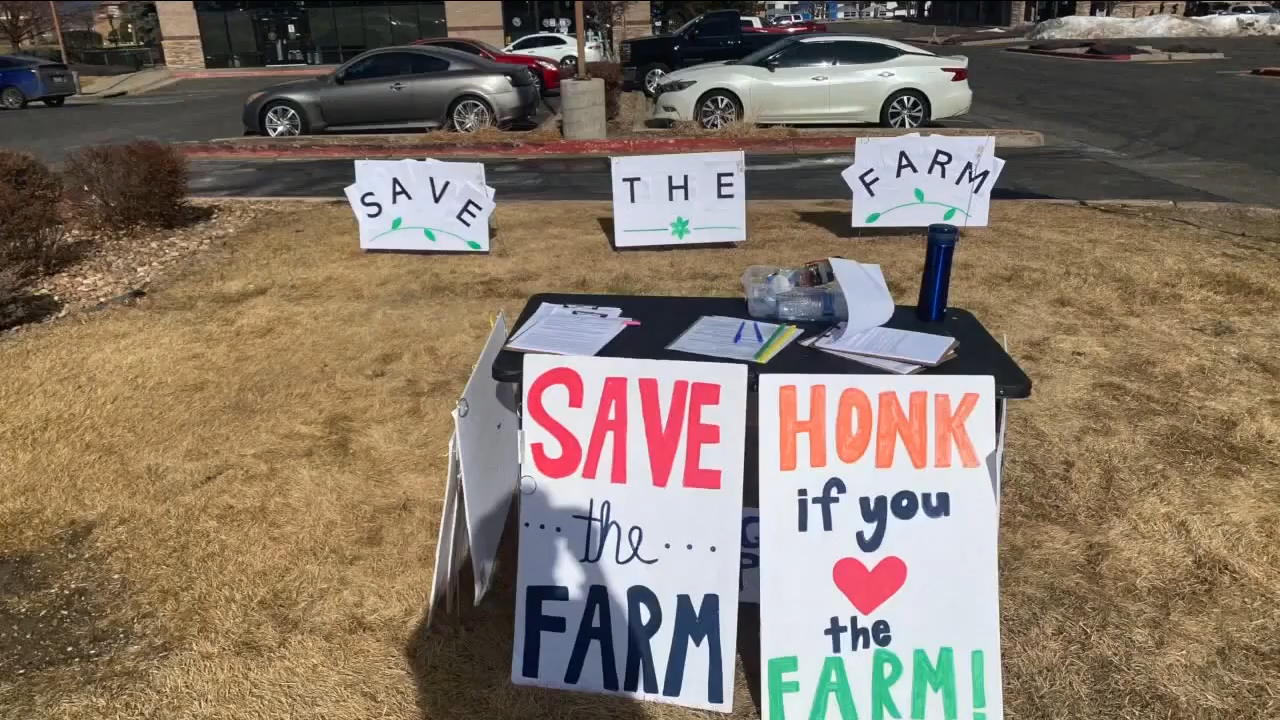 SAVE THE FARM
SAVE
...the...
FARM
HONK
if you
the
FARM!